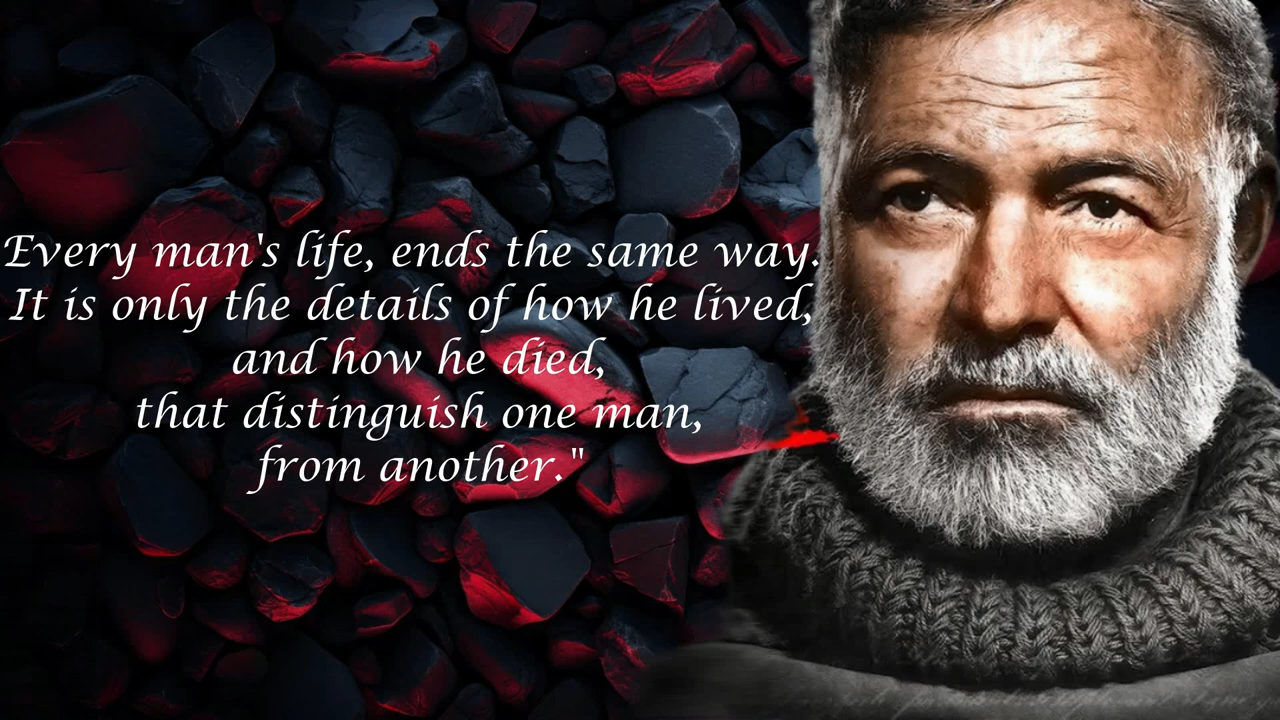 Every man's life, ends the same way.
It is only the details of how he lived,
and how he died,
that distinguish one man,
from another."